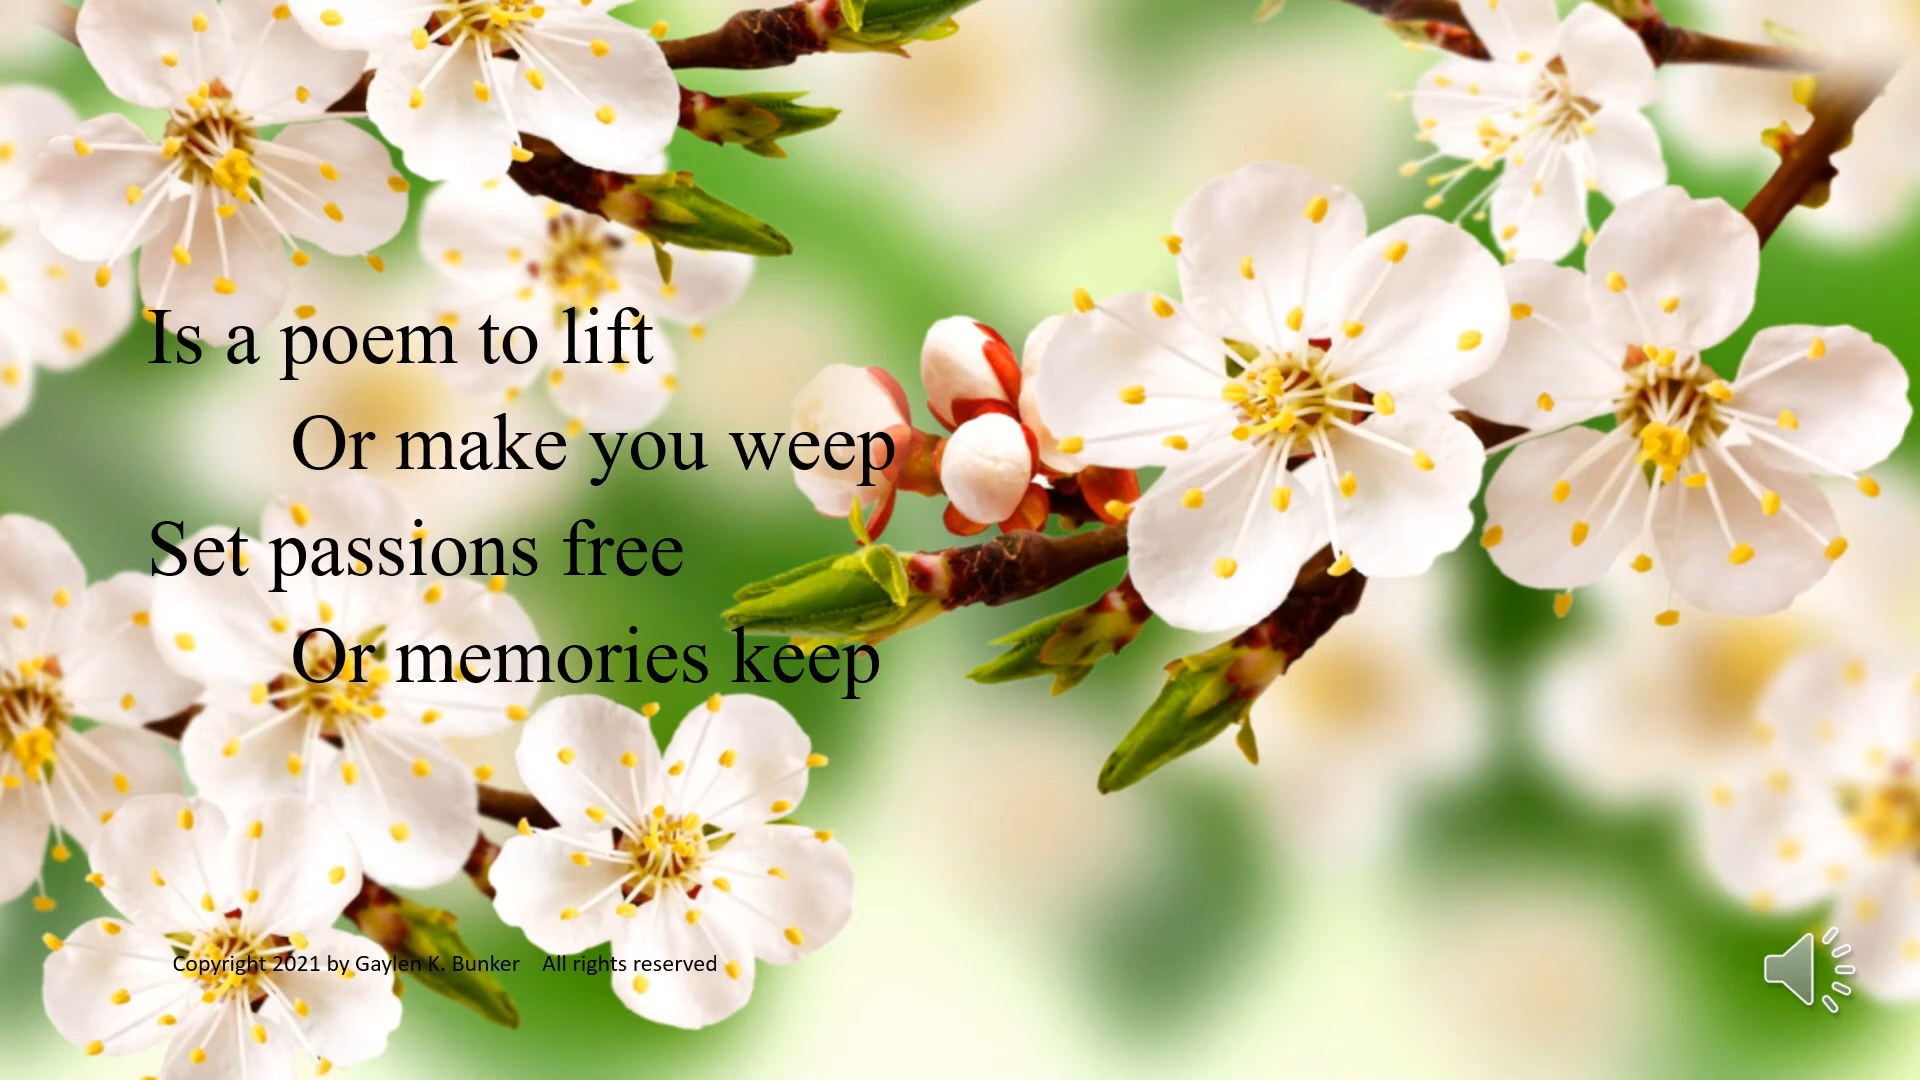 Is a poem to lift
Or make you weep
Set passions free
Or memories keep
Copyright 2021 by Gaylen K. Bunker    All rights reserved